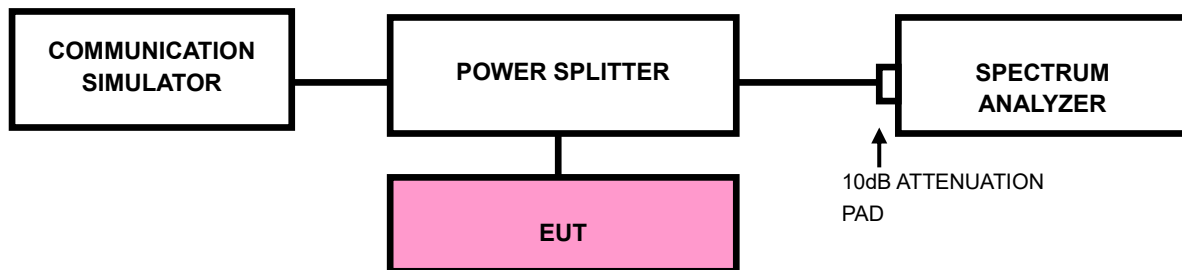 COMMUNICATION
SIMULATOR
POWER SPLITTER
SPECTRUM
ANALYZER
10dB ATTENUATION
PAD
EUT